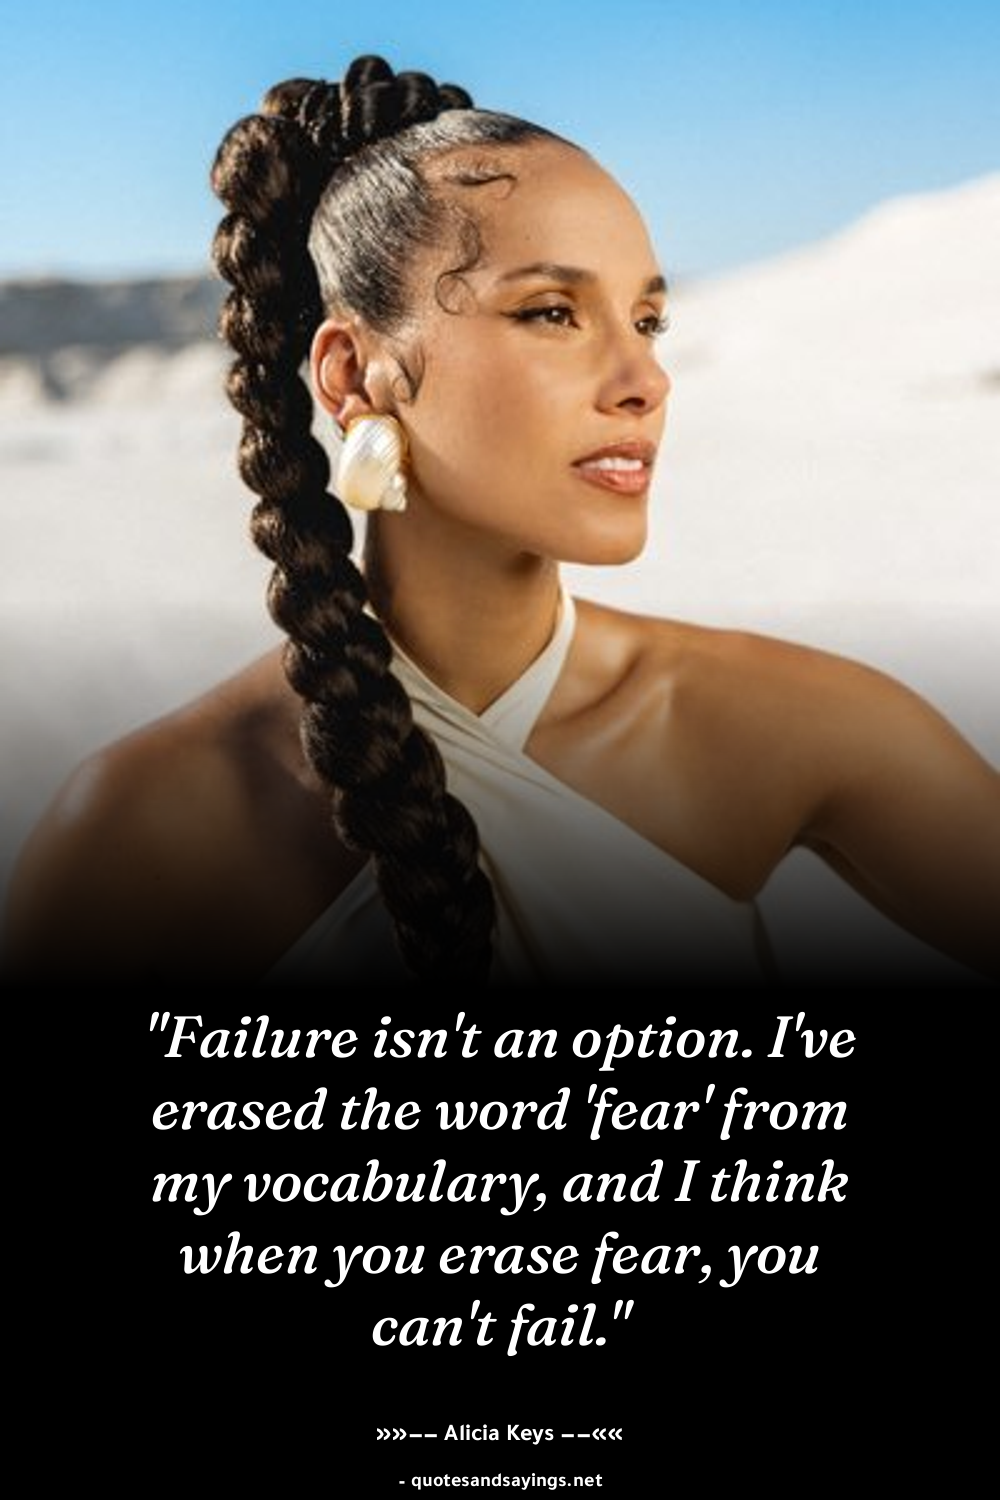 "Failure isn't an option. I've
erased the word 'fear' from
my vocabulary, and I think
when you erase fear, you
can't fail."
»»—— Alicia Keys ——««
- quotesandsayings.net